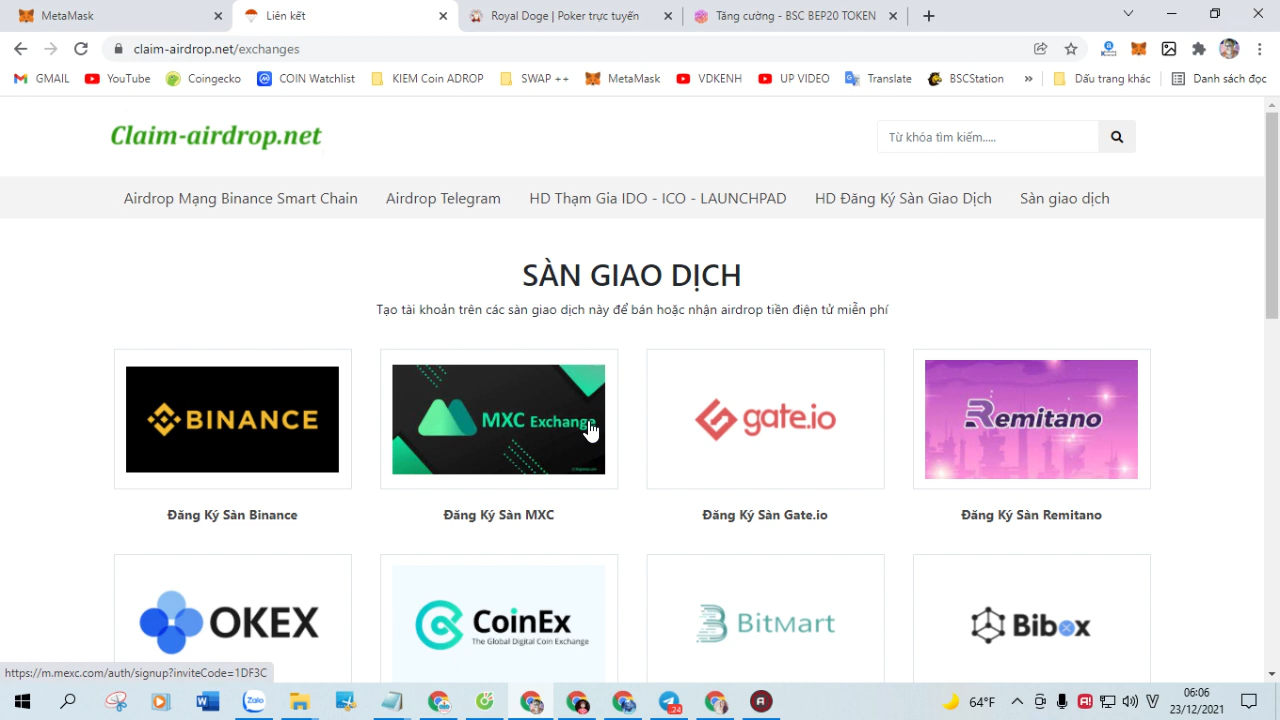 MetaMask
Liên kết
Royal Doge | Poker trực tuyến
Tăng cường - BSC BEP20 TOKEN
claim-airdrop.net/exchanges
GMAIL
YouTube
Coingecko
COIN Watchlist
KIEM Coin ADROP
SWAP ++
MetaMask
VDKENH
UP VIDEO
Translate
BSCStation
»
Dấu trang khác
Danh sách đọc
Claim-airdrop.net
Từ khóa tìm kiếm.....
Airdrop Mạng Binance Smart Chain
Airdrop Telegram
HD Thạm Gia IDO - ICO - LAUNCHPAD
HD Đăng Ký Sàn Giao Dịch
Sàn giao dịch
SÀN GIAO DỊCH
Tạo tài khoản trên các sàn giao dịch này để bán hoặc nhận airdrop tiền điện tử miễn phí
BINANCE
MXC Exchange
gate.io
Remitano
Đăng Ký Sàn Binance
Đăng Ký Sàn MXC
Đăng Ký Sàn Gate.io
Đăng Ký Sàn Remitano
OKEX
CoinEx
The Global Digital Coin Exchange
BitMart
Bibox
https://m.mexc.com/auth/signup?inviteCode=1DF3C
Zalo
24
64°F
06:06
23/12/2021